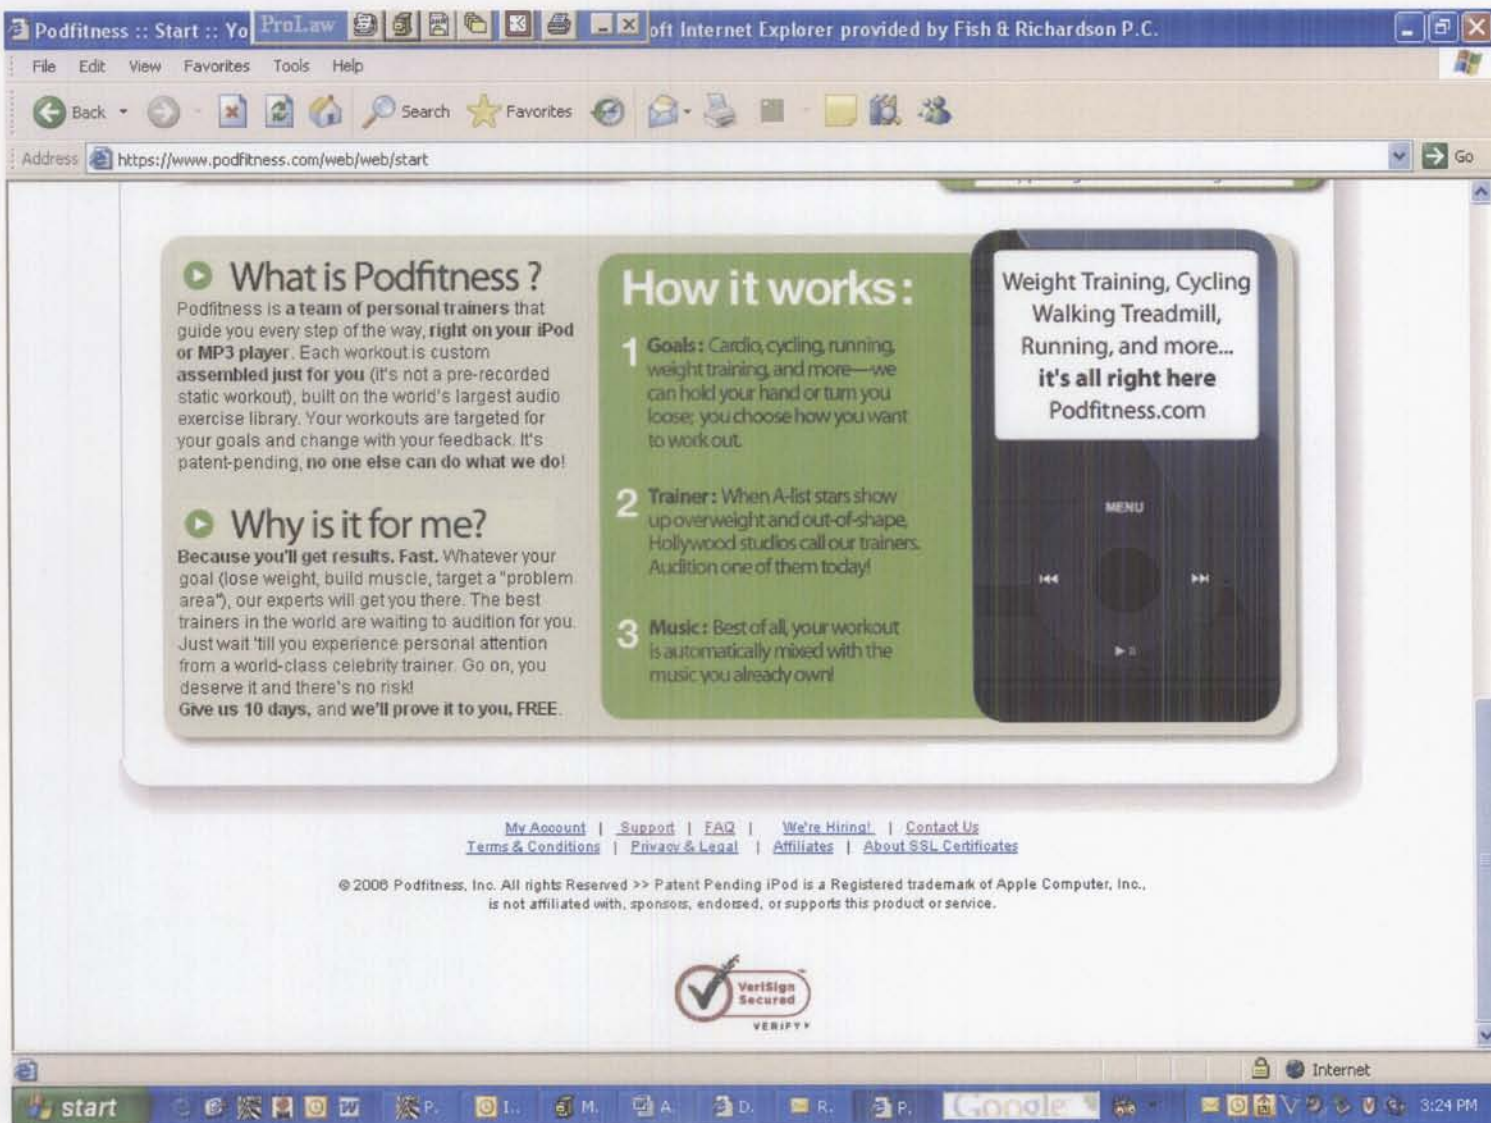 Podfitness :: Start :: Yo ProLaw oft Internet Explorer provided by Fish & Richardson P.C.
File Edit View Favorites Tools Help
Back Search Favorites
Address https://www.podfitness.com/web/web/start Go
What is Podfitness ?
Podfitness is a team of personal trainers that
guide you every step of the way, right on your iPod
or MP3 player. Each workout is custom
assembled just for you (it's not a pre-recorded
static workout), built on the world's largest audio
exercise library. Your workouts are targeted for
your goals and change with your feedback. It's
patent-pending, no one else can do what we do!
Why is it for me?
Because you'll get results. Fast. Whatever your
goal (lose weight, build muscle, target a "problem
area"), our experts will get you there. The best
trainers in the world are waiting to audition for you.
Just wait 'till you experience personal attention
from a world-class celebrity trainer. Go on, you
deserve it and there's no risk!
Give us 10 days, and we'll prove it to you, FREE.
How it works:
1 Goals: Cardio, cycling, running,
weight training, and more—we
can hold your hand or turn you
loose; you choose how you want
to work out.
2 Trainer: When A-list stars show
up overweight and out-of-shape,
Hollywood studios call our trainers.
Audition one of them today!
3 Music: Best of all, your workout
is automatically mixed with the
music you already own!
Weight Training, Cycling
Walking Treadmill,
Running, and more...
it's all right here
Podfitness.com
MENU
My Account | Support | FAQ | We're Hiring! | Contact Us
Terms & Conditions | Privacy & Legal | Affiliates | About SSL Certificates
© 2006 Podfitness, Inc. All rights Reserved >> Patent Pending iPod is a Registered trademark of Apple Computer, Inc.,
is not affiliated with, sponsors, endorsed, or supports this product or service.
VeriSign
Secured
VERIFY
Internet
start P. I.. M. A. D. R. P. Google 3:24 PM